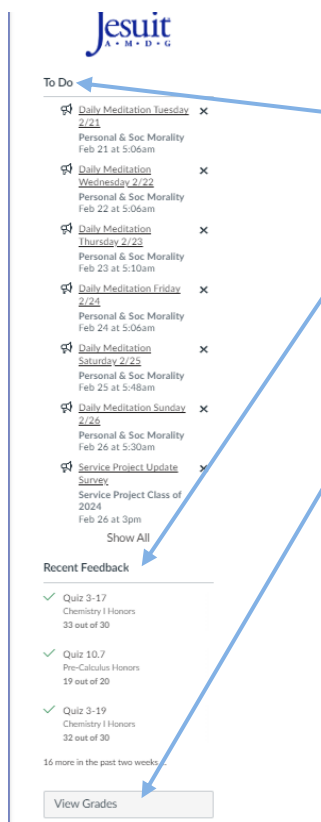 Jesuit
A·M·D·G
To Do
Daily Meditation Tuesday
2/21
Personal & Soc Morality
Feb 21 at 5:06am
Daily Meditation
Wednesday 2/22
Personal & Soc Morality
Feb 22 at 5:06am
Daily Meditation
Thursday 2/23
Personal & Soc Morality
Feb 23 at 5:10am
Daily Meditation Friday
2/24
Personal & Soc Morality
Feb 24 at 5:06am
Daily Meditation
Saturday 2/25
Personal & Soc Morality
Feb 25 at 5:48am
Daily Meditation Sunday
2/26
Personal & Soc Morality
Feb 26 at 5:30am
Service Project Update
Survey
Service Project Class of
2024
Feb 26 at 3pm
Show All
Recent Feedback
Quiz 3-17
Chemistry I Honors
33 out of 30
Quiz 10.7
Pre-Calculus Honors
19 out of 20
Quiz 3-19
Chemistry I Honors
32 out of 30
16 more in the past two weeks...
View Grades